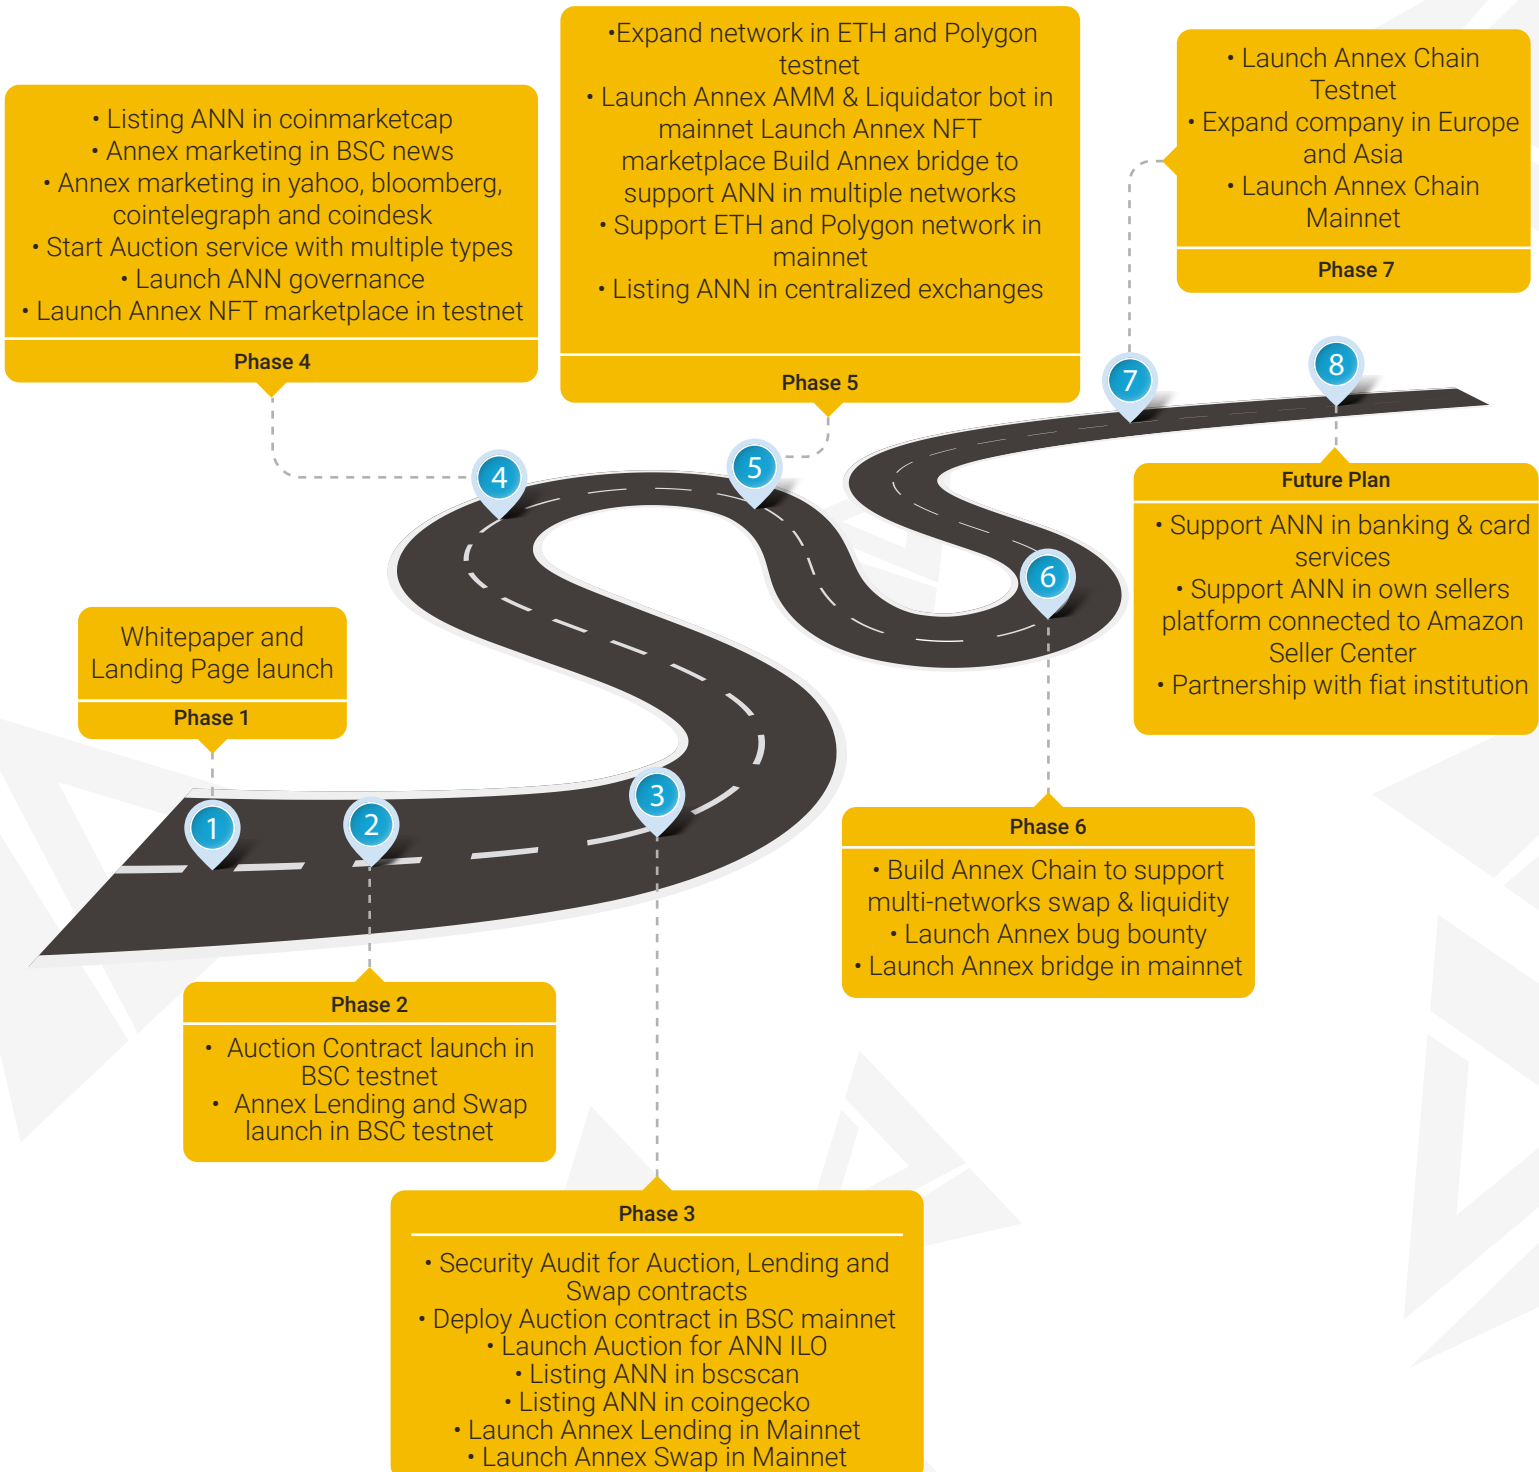 • Listing ANN in coinmarketcap
• Annex marketing in BSC news
• Annex marketing in yahoo, bloomberg,
cointelegraph and coindesk
• Start Auction service with multiple types
• Launch ANN governance
• Launch Annex NFT marketplace in testnet
Phase 4
•Expand network in ETH and Polygon
testnet
• Launch Annex AMM & Liquidator bot in
mainnet Launch Annex NFT
marketplace Build Annex bridge to
support ANN in multiple networks
• Support ETH and Polygon network in
mainnet
• Listing ANN in centralized exchanges
Phase 5
• Launch Annex Chain
Testnet
• Expand company in Europe
and Asia
• Launch Annex Chain
Mainnet
Phase 7
7
8
4
5
6
Future Plan
• Support ANN in banking & card
services
• Support ANN in own sellers
platform connected to Amazon
Seller Center
• Partnership with fiat institution
Whitepaper and
Landing Page launch
Phase 1
1
2
3
Phase 6
• Build Annex Chain to support
multi-networks swap & liquidity
• Launch Annex bug bounty
• Launch Annex bridge in mainnet
Phase 2
• Auction Contract launch in
BSC testnet
• Annex Lending and Swap
launch in BSC testnet
Phase 3
• Security Audit for Auction, Lending and
Swap contracts
• Deploy Auction contract in BSC mainnet
• Launch Auction for ANN ILO
• Listing ANN in bscscan
• Listing ANN in coingecko
• Launch Annex Lending in Mainnet
• Launch Annex Swap in Mainnet